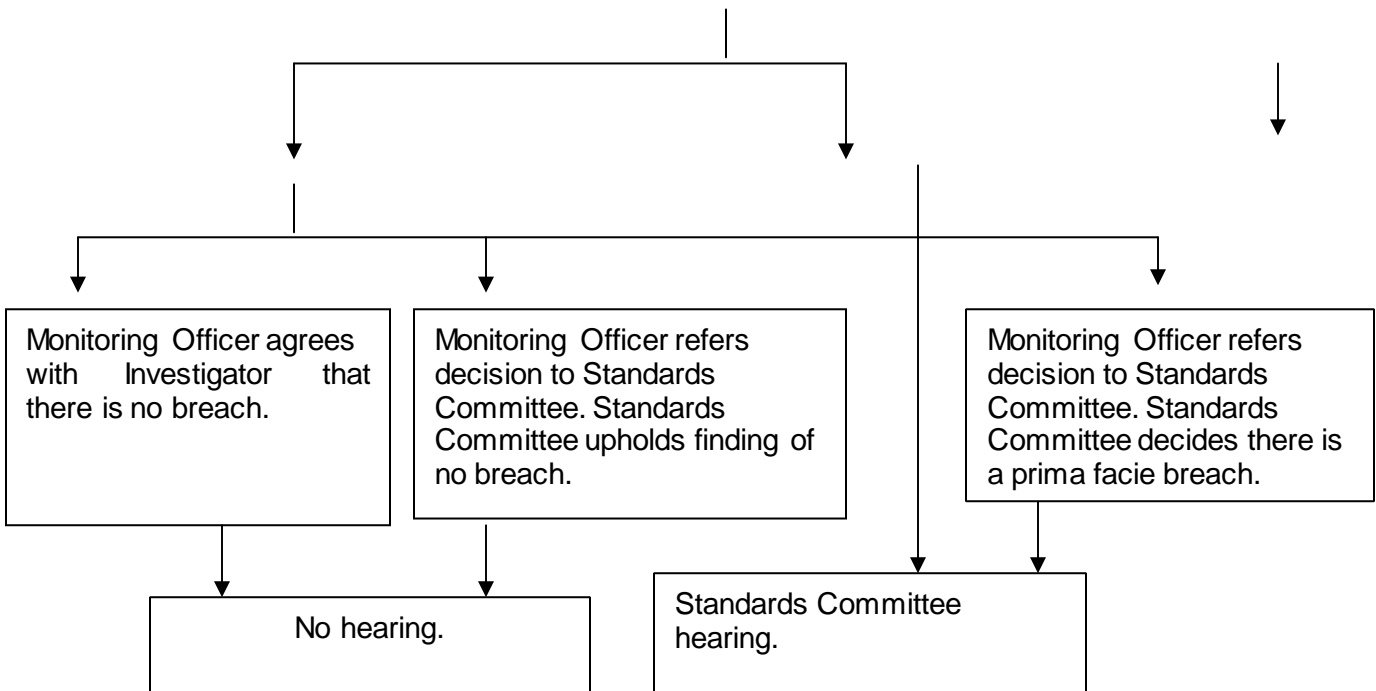 Monitoring Officer agrees
with Investigator that
there is no breach.
Monitoring Officer refers
decision to Standards
Committee. Standards
Committee upholds finding of
no breach.
Monitoring Officer refers
decision to Standards
Committee. Standards
Committee decides there is
a prima facie breach.
No hearing.
Standards Committee
hearing.